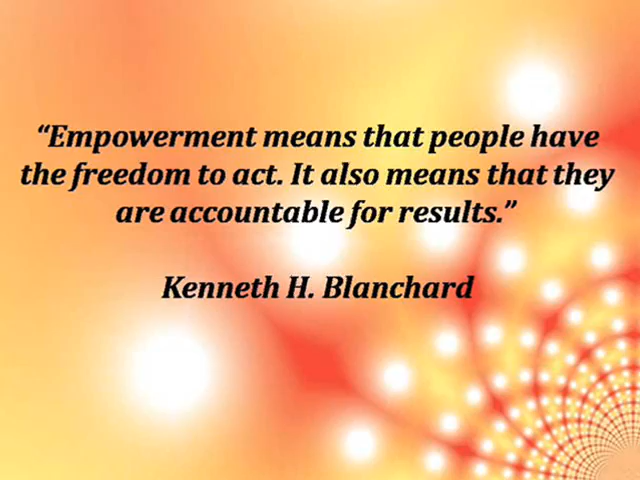 “Empowerment means that people have
the freedom to act. It also means that they
are accountable for results.”
Kenneth H. Blanchard